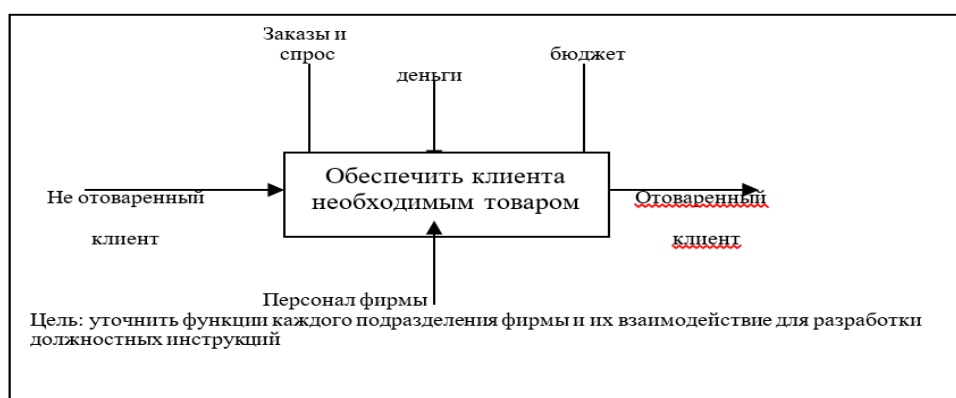 Заказы и
спрос
деньги
бюджет
Обеспечить клиента
необходимым товаром
Не отоваренный
клиент
Отоваренный
клиент
Персонал фирмы
Цель: уточнить функции каждого подразделения фирмы и их взаимодействие для разработки
должностных инструкций